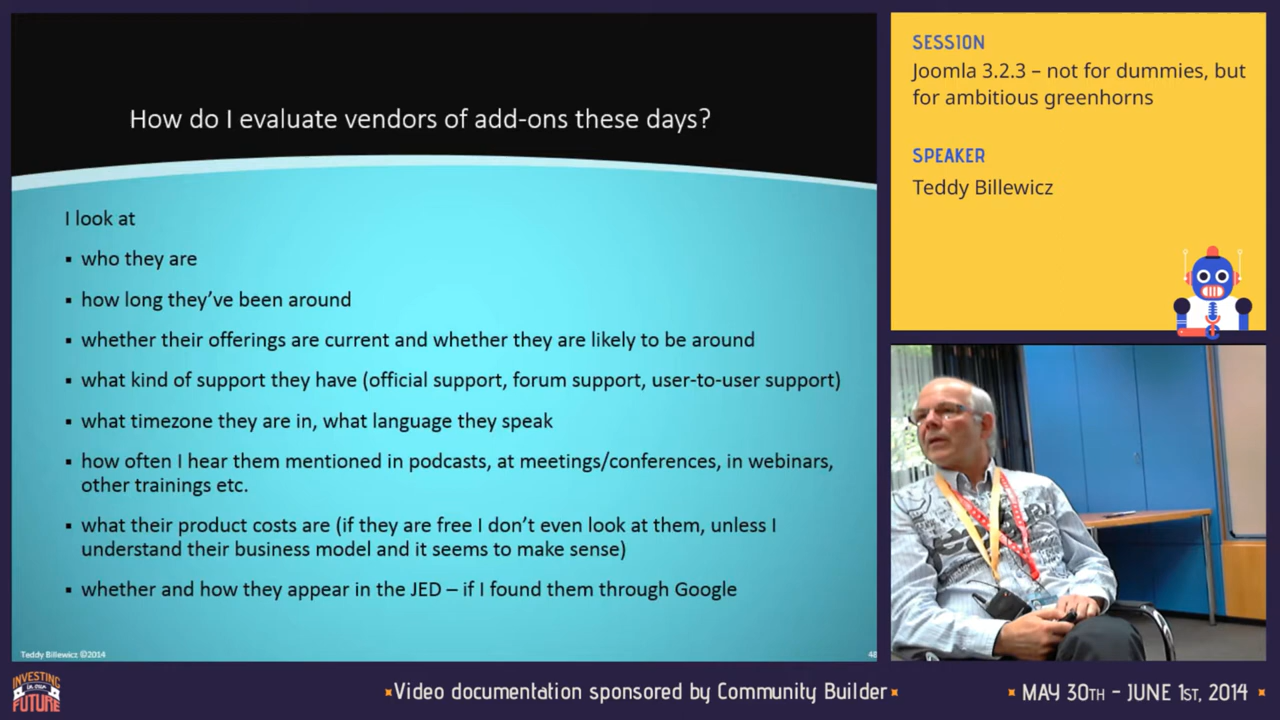 How do I evaluate vendors of add-ons these days?
I look at
▪ who they are
▪ how long they've been around
▪ whether their offerings are current and whether they are likely to be around
▪ what kind of support they have (official support, forum support, user-to-user support)
▪ what timezone they are in, what language they speak
▪ how often I hear them mentioned in podcasts, at meetings/conferences, in webinars,
other trainings etc.
▪ what their product costs are (if they are free I don't even look at them, unless I
understand their business model and it seems to make sense)
▪ whether and how they appear in the JED – if I found them through Google
Teddy Billewicz ©2014
48
SESSION
Joomla 3.2.3 – not for dummies, but
for ambitious greenhorns
SPEAKER
Teddy Billewicz
INVESTING
IN OUR
FUTURE
Video documentation sponsored by Community Builder
MAY 30TH - JUNE 1ST, 2014